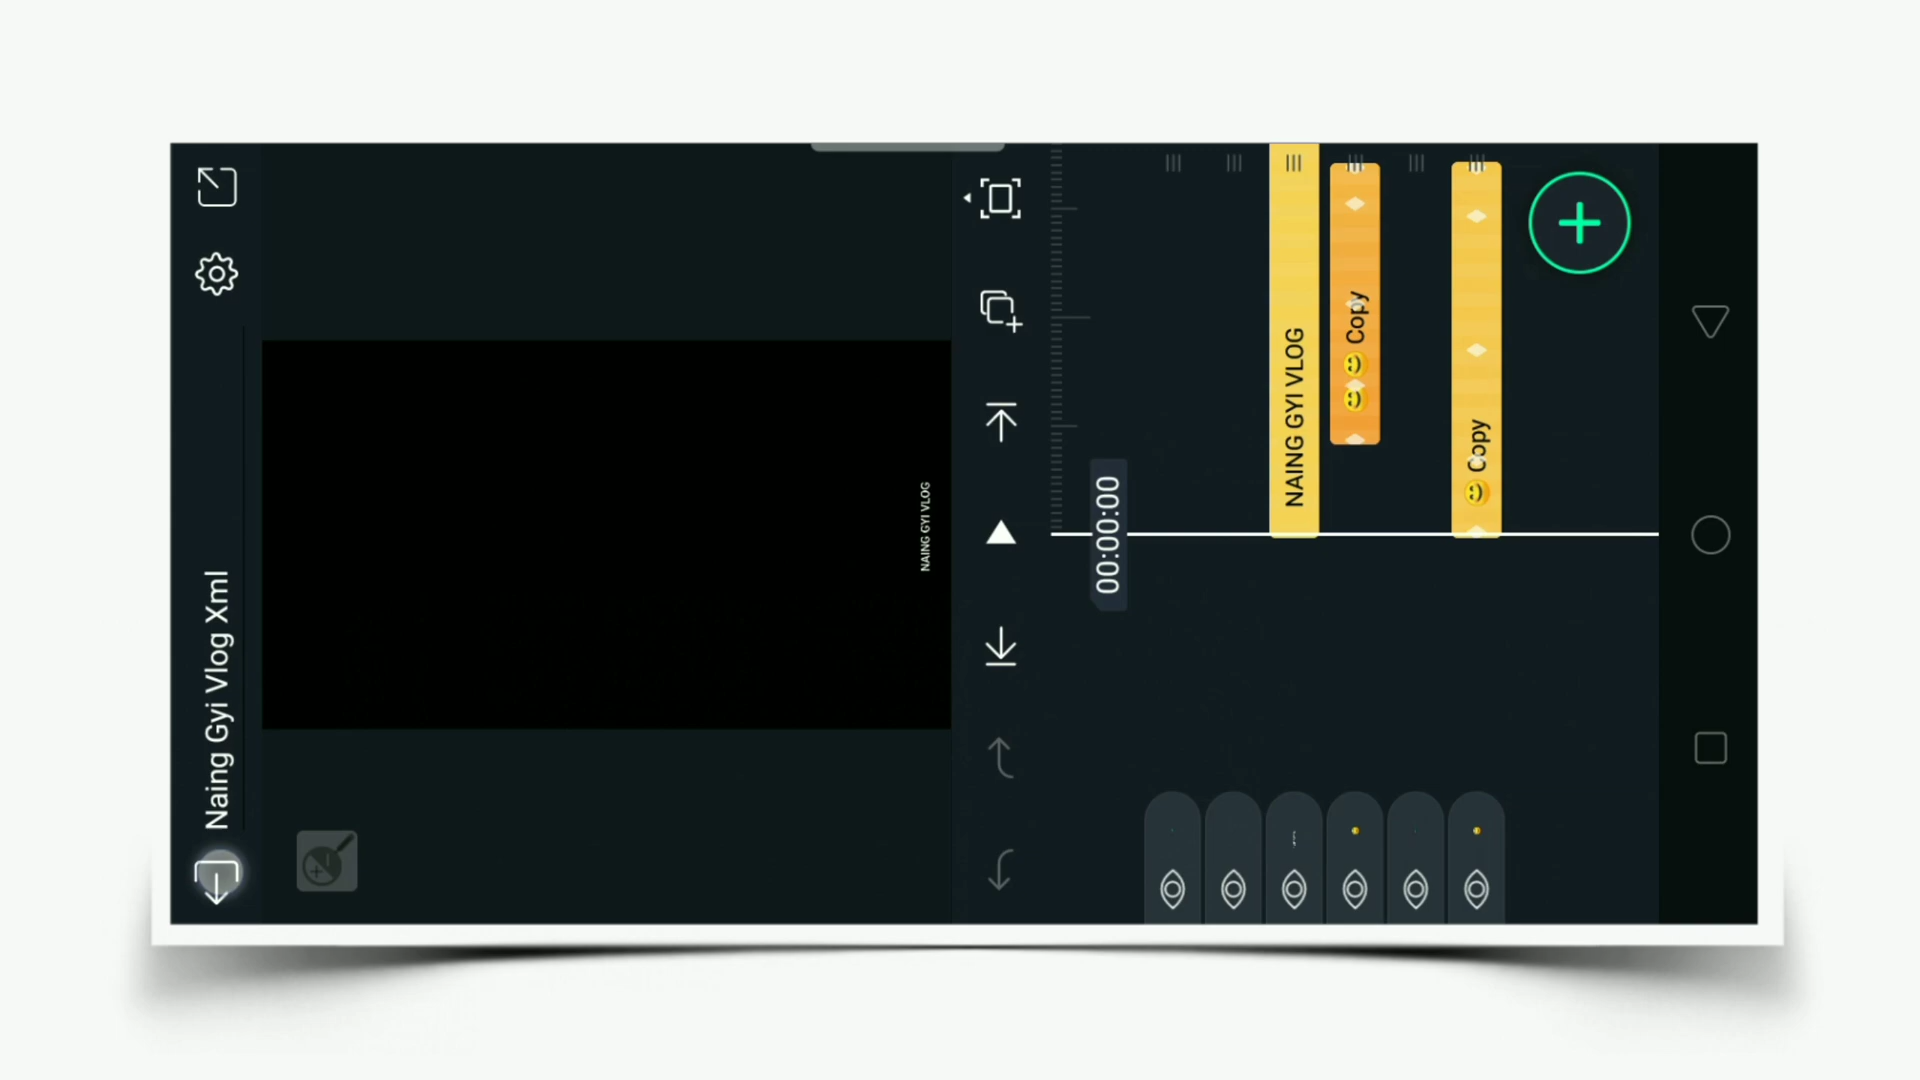 Naing Gyi Vlog Xml
NAING GYI VLOG
00:00:00
NAING GYI VLOG
😎😎 Copy
😎 Copy